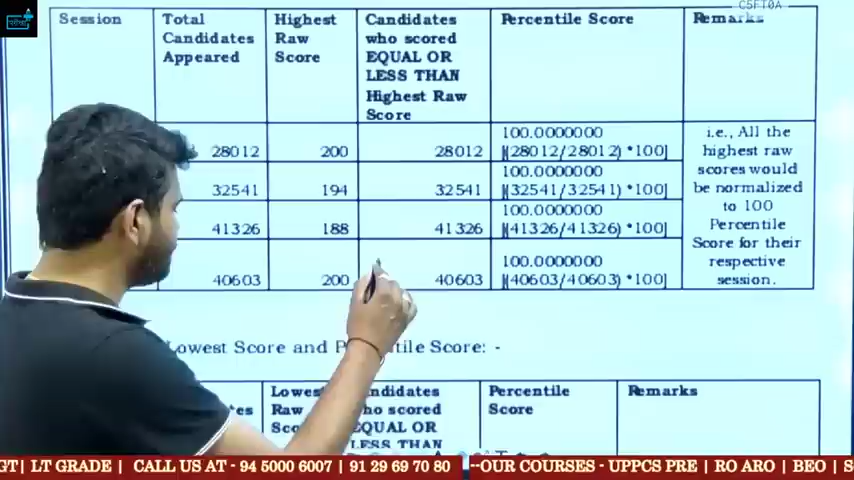 परीक्षा
C5FT0A
Session
Total Candidates Appeared
Highest Raw Score
Candidates who scored EQUAL OR LESS THAN Highest Raw Score
Percentile Score
Remarks
28012
200
28012
100.0000000
[(28012/28012) *100]
32541
194
32541
100.0000000
[(32541/32541) *100]
41326
188
41326
100.0000000
[(41326/41326) *100]
40603
200
40603
100.0000000
[(40603/40603) *100]
i.e., All the
highest raw
scores would
be normalized
to 100
Percentile
Score for their
respective
session.
Lowest Score and
tile Score: -
Lowes
Raw
andidates
ho scored
EQUAL OR
LESS THAN
Percentile
Score
Remarks
GT| LT GRADE | CALL US AT - 94 5000 6007 | 91 29 69 70 80 --OUR COURSES - UPPCS PRE | RO ARO | BEO | S